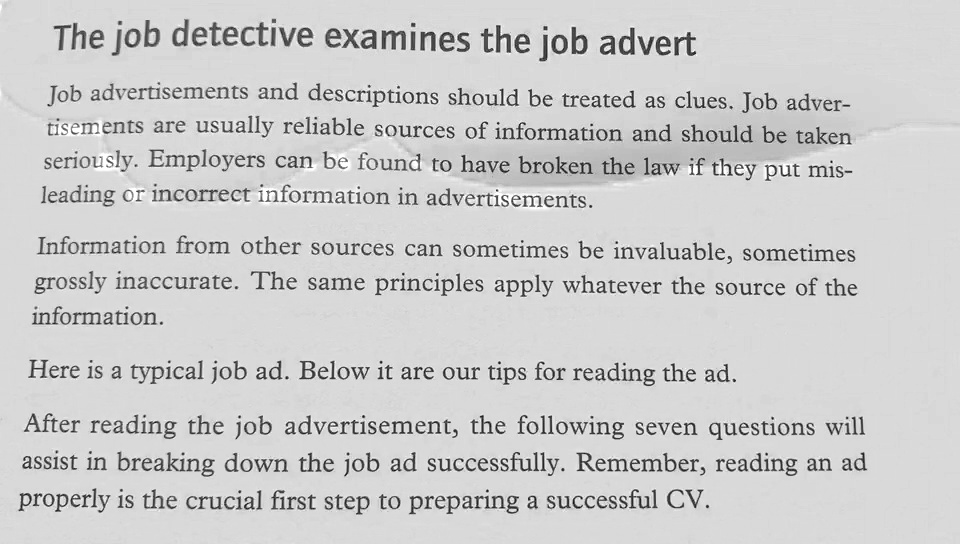 The job detective examines the job advert
Job advertisements and descriptions should be treated as clues. Job adver-
tisements are usually reliable sources of information and should be taken
seriously. Employers can be found to have broken the law if they put mis-
leading or incorrect information in advertisements.
Information from other sources can sometimes be invaluable, sometimes
grossly inaccurate. The same principles apply whatever the source of the
information.
Here is a typical job ad. Below it are our tips for reading the ad.
After reading the job advertisement, the following seven questions will
assist in breaking down the job ad successfully. Remember, reading an ad
properly is the crucial first step to preparing a successful CV.